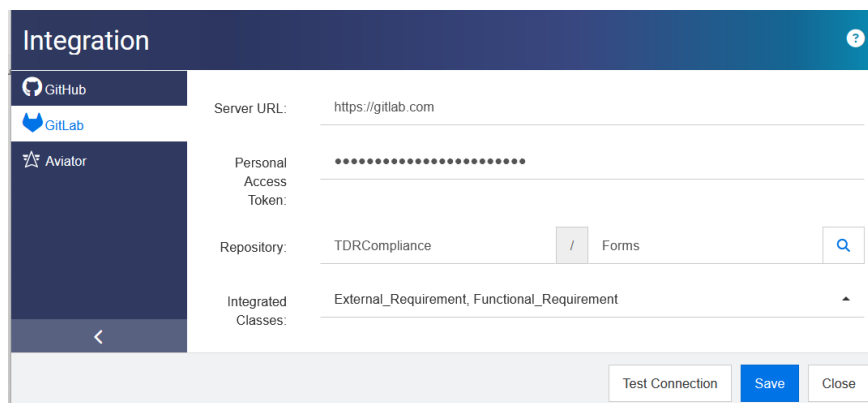 Integration
?
GitHub
GitLab
Aviator
Server URL:
https://gitlab.com
Personal
Access
Token:
••••••••••••••••••••••••
Repository:
TDRCompliance
/
Forms
Integrated
Classes:
External_Requirement, Functional_Requirement
Test Connection
Save
Close